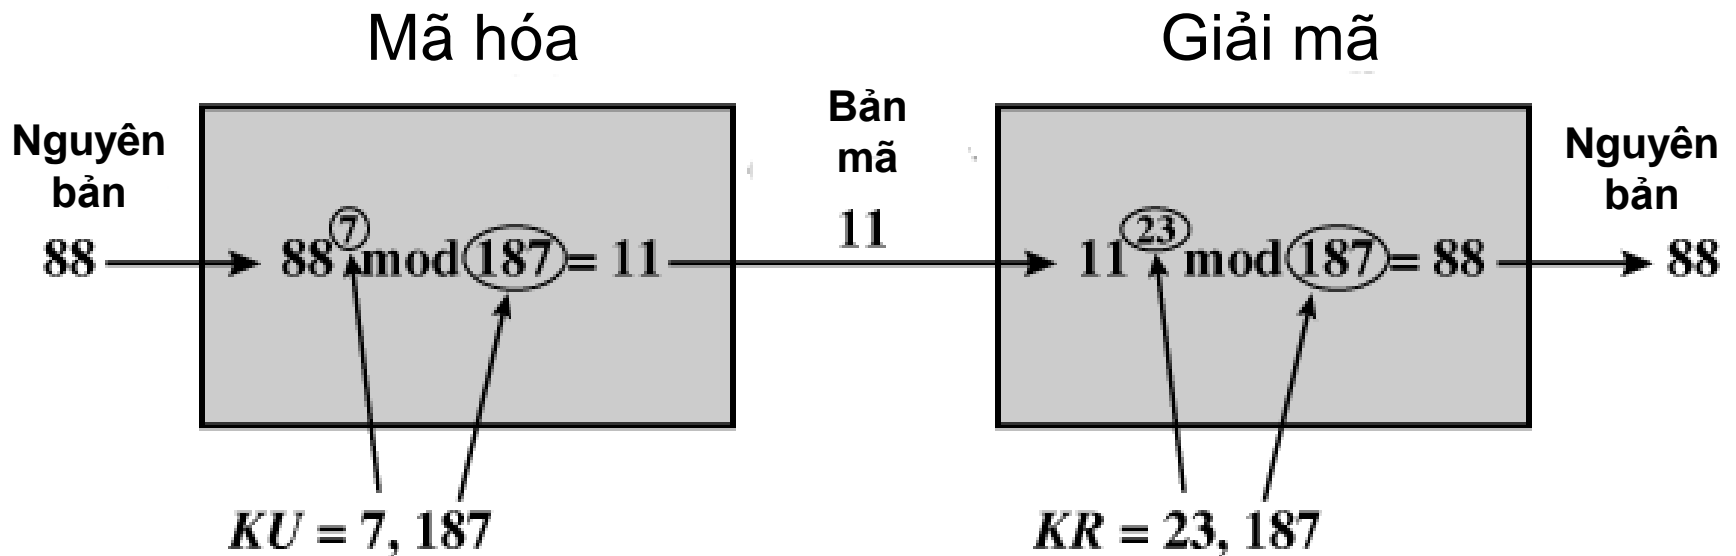 Mã hóa
Giải mã
Nguyên
bản
88
88^7 mod 187 = 11
Bản
mã
11
11^23 mod 187 = 88
Nguyên
bản
88
KU = 7, 187
KR = 23, 187